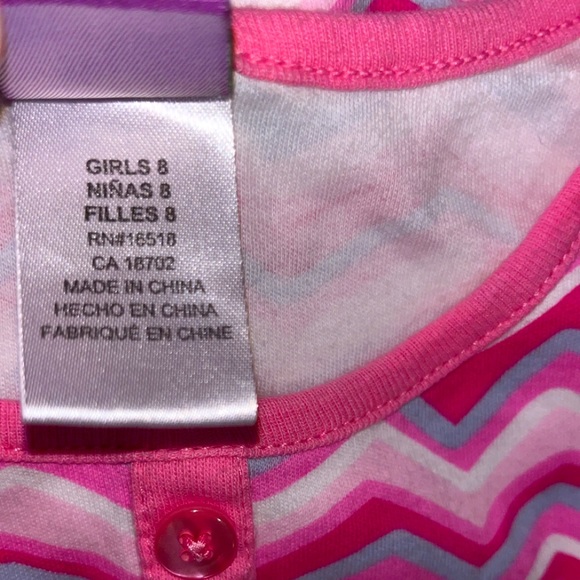 GIRLS 8
NIÑAS 8
FILLES 8
RN#16518
CA 18702
MADE IN CHINA
HECHO EN CHINA
FABRIQUÉ EN CHINE